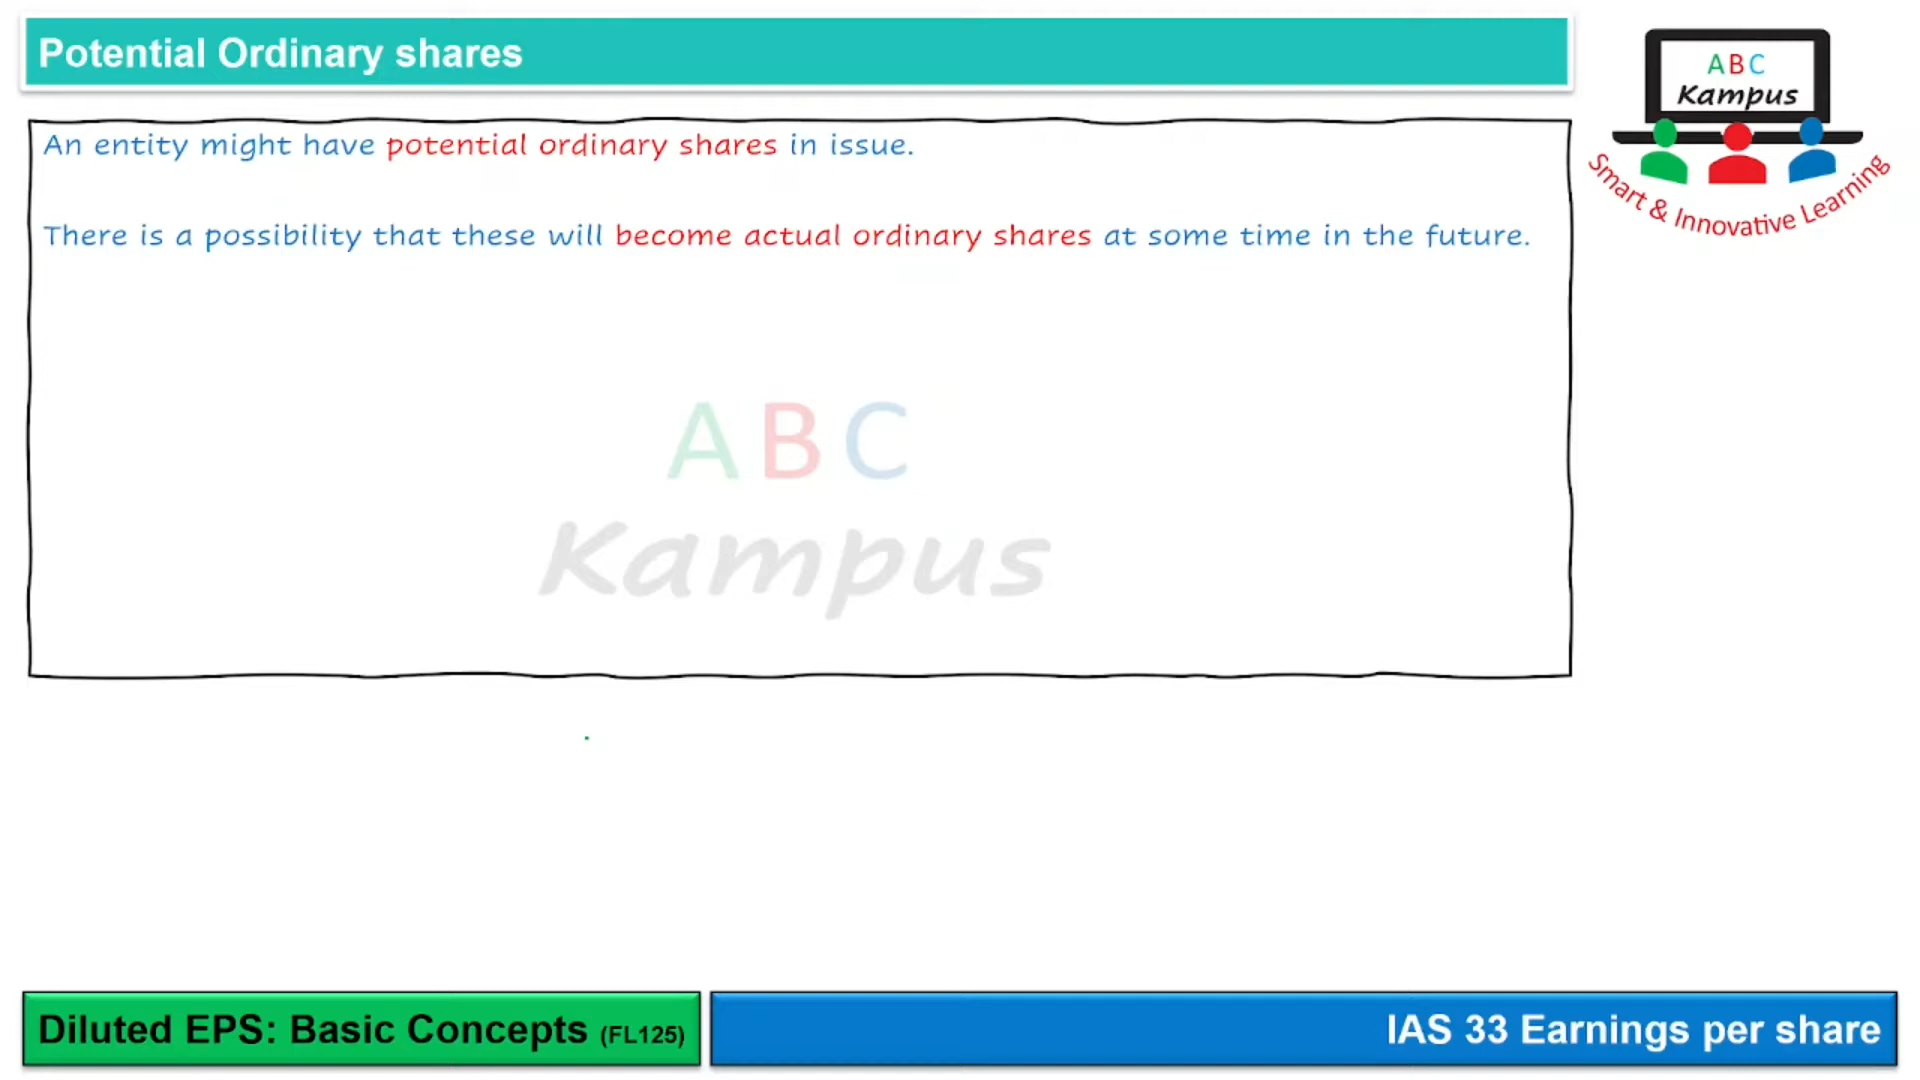 Potential Ordinary shares
ABC
Kampus
Smart & Innovative Learning
An entity might have potential ordinary shares in issue.
There is a possibility that these will become actual ordinary shares at some time in the future.
ABC
Kampus
Diluted EPS: Basic Concepts (FL125)
IAS 33 Earnings per share